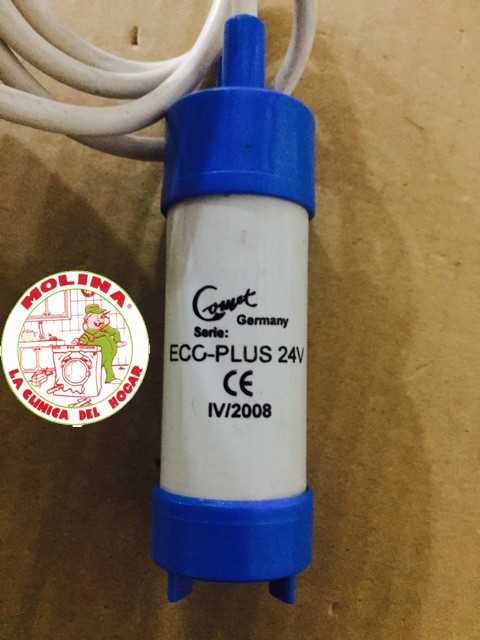 Comet
Germany
Serie:
ECO-PLUS 24V
CE
IV/2008
MOLINA®
LA CLINICA DEL HOGAR